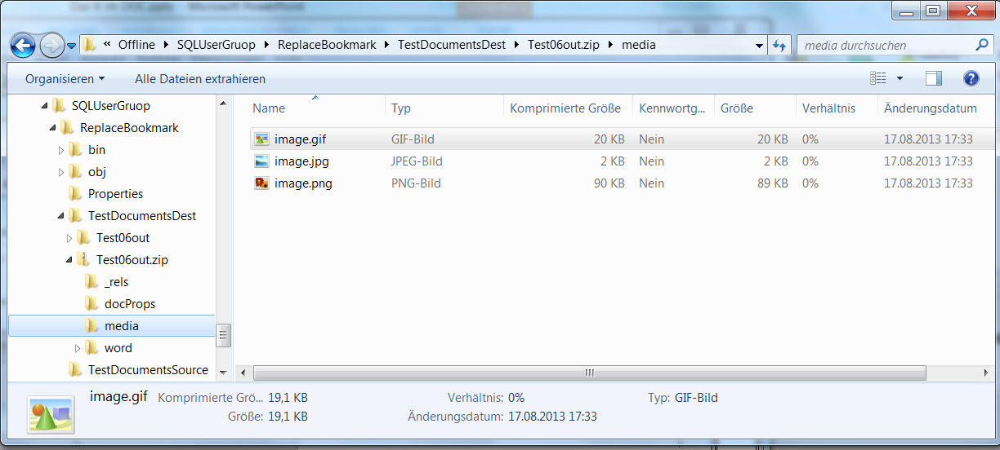 « Offline ▸ SQLUserGruop ▸ ReplaceBookmark ▸ TestDocumentsDest ▸ Test06out.zip ▸ media
media durchsuchen
Organisieren Alle Dateien extrahieren
SQLUserGruop
ReplaceBookmark
bin
obj
Properties
TestDocumentsDest
Test06out
Test06out.zip
_rels
docProps
media
word
TestDocumentsSource
Name Typ Komprimierte Größe Kennwortg... Größe Verhältnis Änderungsdatum
image.gif GIF-Bild 20 KB Nein 20 KB 0% 17.08.2013 17:33
image.jpg JPEG-Bild 2 KB Nein 2 KB 0% 17.08.2013 17:33
image.png PNG-Bild 90 KB Nein 89 KB 0% 17.08.2013 17:33
image.gif Komprimierte Grö... 19,1 KB Verhältnis: 0% Typ: GIF-Bild
Größe: 19,1 KB Änderungsdatum: 17.08.2013 17:33